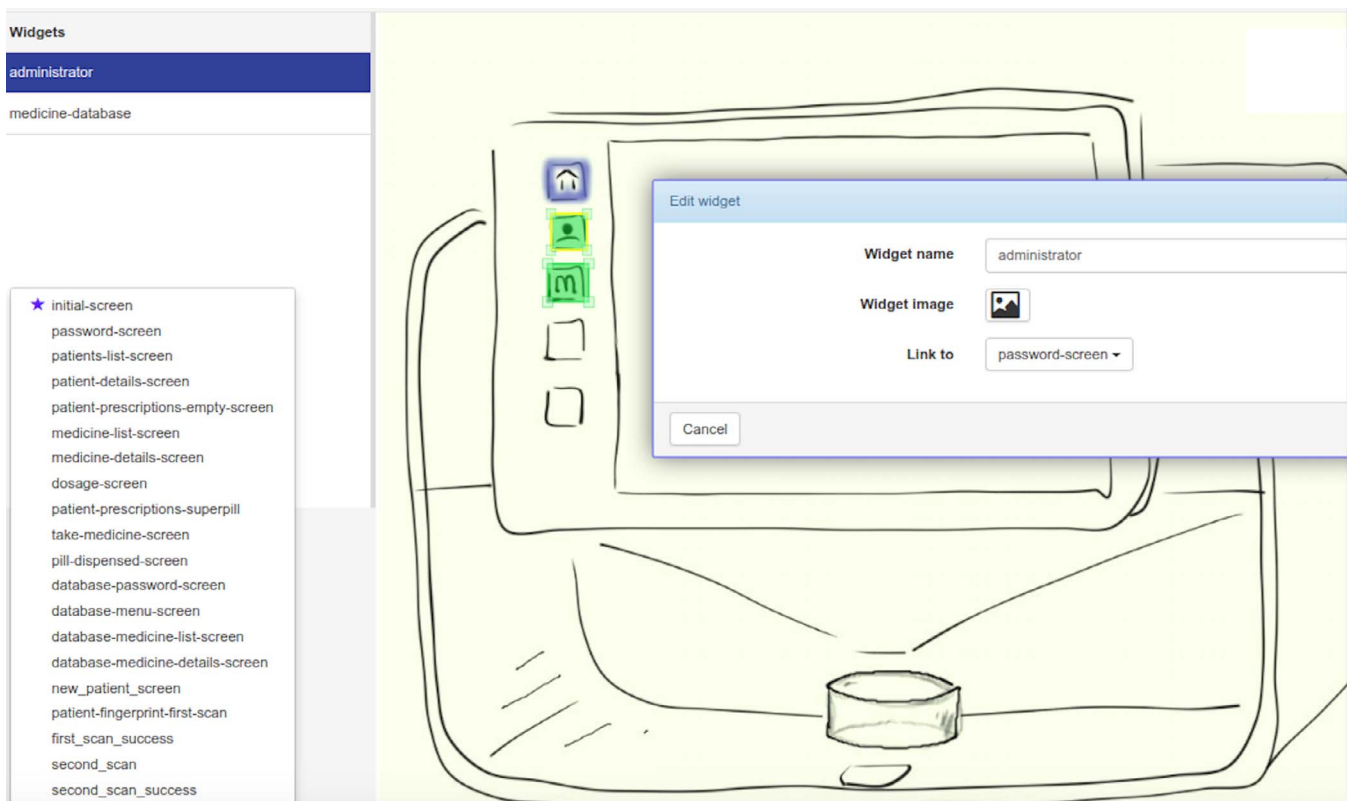 Widgets
administrator
medicine-database
initial-screen
password-screen
patients-list-screen
patient-details-screen
patient-prescriptions-empty-screen
medicine-list-screen
medicine-details-screen
dosage-screen
patient-prescriptions-superpill
take-medicine-screen
pill-dispensed-screen
database-password-screen
database-menu-screen
database-medicine-list-screen
database-medicine-details-screen
new_patient_screen
patient-fingerprint-first-scan
first_scan_success
second_scan
second_scan_success
m
Edit widget
Widget name administrator
Widget image
Link to password-screen
Cancel